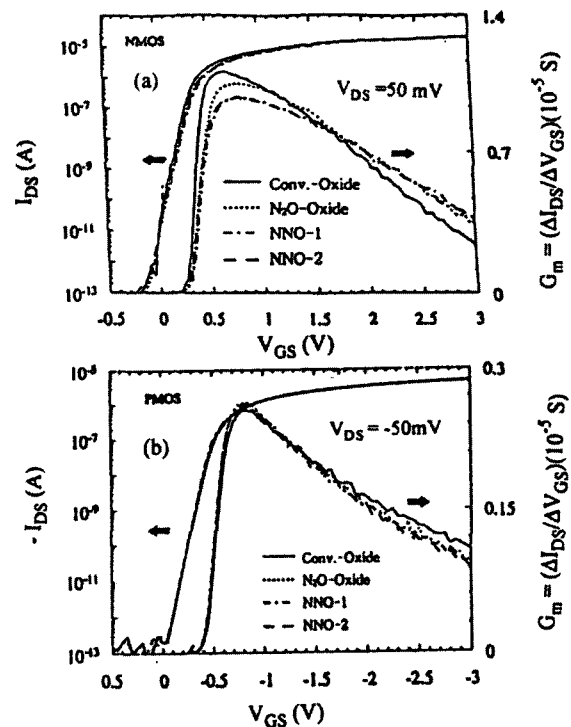 NMOS
(a)
V_DS = 50 mV
I_DS (A)
10⁻⁵
10⁻⁷
10⁻⁹
10⁻¹¹
10⁻¹³
1.4
0.7
0
G_m = (ΔI_DS/ΔV_GS)(10⁻⁵ S)
Conv.-Oxide
N₂O-Oxide
NNO-1
NNO-2
-0.5 0 0.5 1 1.5 2 2.5 3
V_GS (V)
PMOS
(b)
V_DS = -50mV
- I_DS (A)
10⁻⁷
10⁻⁹
10⁻¹¹
10⁻¹³
0.3
0.15
0
G_m = (ΔI_DS/ΔV_GS)(10⁻⁵ S)
Conv.-Oxide
N₂O-Oxide
NNO-1
NNO-2
0.5 0 -0.5 -1 -1.5 -2 -2.5 -3
V_GS (V)